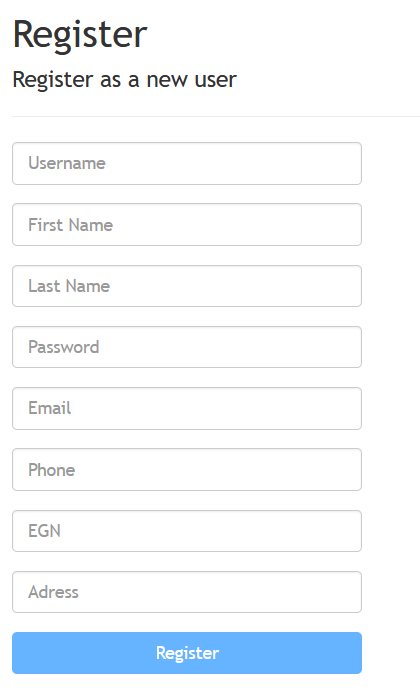 Register
Register as a new user
Username
First Name
Last Name
Password
Email
Phone
EGN
Adress
Register